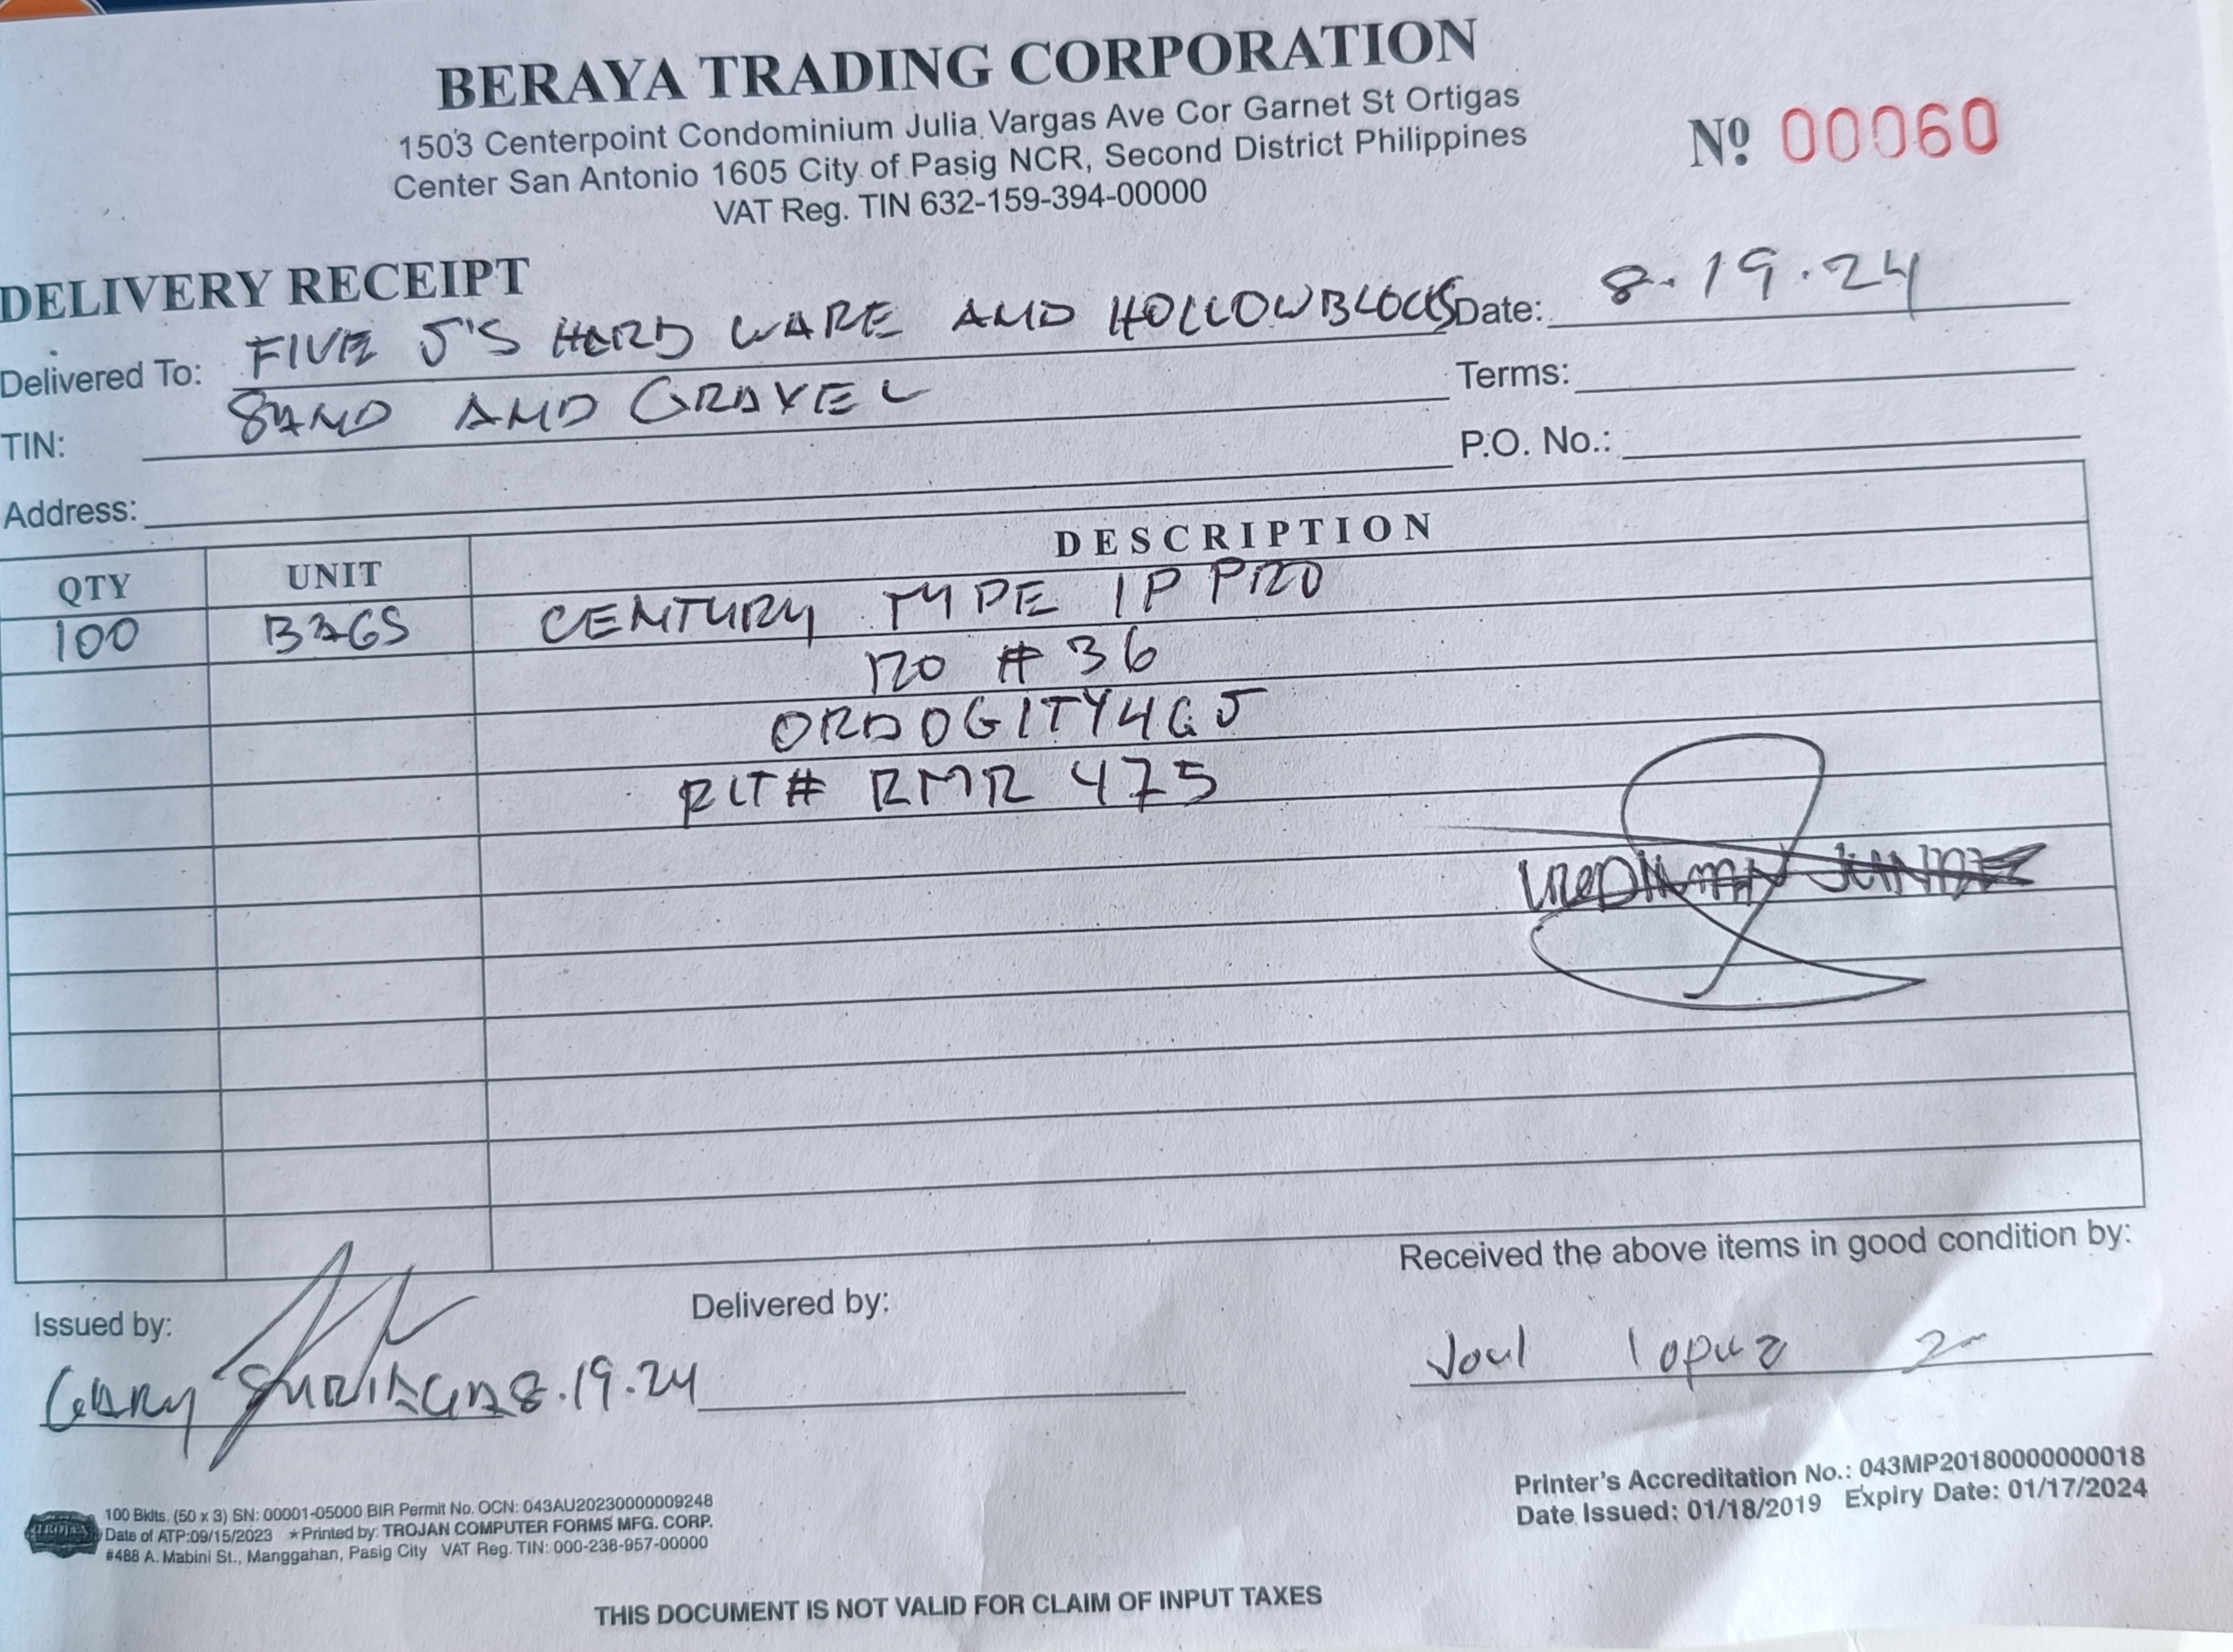 BERAYA TRADING CORPORATION
1503 Centerpoint Condominium Julia Vargas Ave Cor Garnet St Ortigas
Center San Antonio 1605 City of Pasig NCR, Second District Philippines
VAT Reg. TIN 632-159-394-00000
Nº 00060
DELIVERY RECEIPT
Delivered To: FIVE J'S HARD WARE AND HOLLOWBLOCKS
Date: 8.19.24
SAND AND GRAVEL
Terms:
TIN:
P.O. No.:
Address:
QTY UNIT DESCRIPTION
100 BAGS CENTURY TYPE 1P PRO
RO # 36
ORD0G1TY4GJ
PLT# RMR 475
Received the above items in good condition by:
Issued by:
Delivered by:
GARY 8.19.24
Joel Lopez
100 Bklts. (50 x 3) SN: 00001-05000 BIR Permit No. OCN: 043AU20230000009248
Date of ATP:09/15/2023 ★Printed by: TROJAN COMPUTER FORMS MFG. CORP.
#488 A. Mabini St., Manggahan, Pasig City VAT Reg. TIN: 000-238-957-00000
TROJAN
Printer's Accreditation No.: 043MP20180000000018
Date Issued: 01/18/2019 Expiry Date: 01/17/2024
THIS DOCUMENT IS NOT VALID FOR CLAIM OF INPUT TAXES